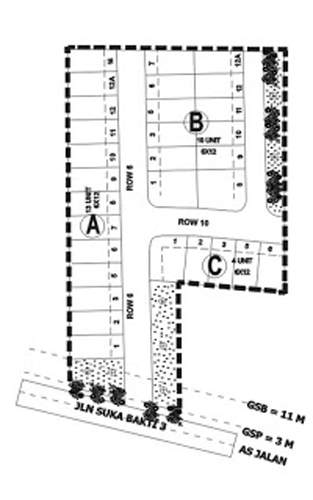 14
12A
12
11
10
9
8
7
6
5
3
2
1
13 UNIT
6X12
A
ROW 6
ROW 6
7
6
5
3
2
1
12A
12
11
10
9
8
B
10 UNIT
6X12
ROW 10
1
2
3
5
6
C
4 UNIT
6X12
JLN SUKA BAKTI 3
GSB = 11 M
GSP = 3 M
AS JALAN